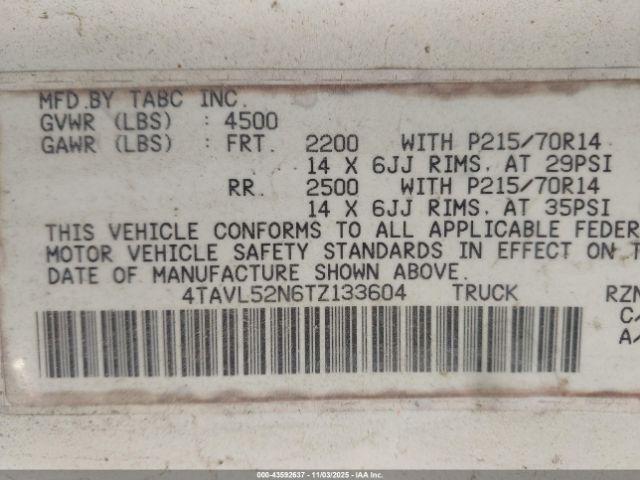 MFD.BY TABC INC.
GVWR (LBS) : 4500
GAWR (LBS) : FRT. 2200 WITH P215/70R14
14 X 6JJ RIMS, AT 29PSI
RR. 2500 WITH P215/70R14
14 X 6JJ RIMS, AT 35PSI
THIS VEHICLE CONFORMS TO ALL APPLICABLE FEDER
MOTOR VEHICLE SAFETY STANDARDS IN EFFECT ON T
DATE OF MANUFACTURE SHOWN ABOVE.
4TAVL52N6TZ133604 TRUCK RZN
C/
A/
000-43592637 - 11/03/2025 - IAA Inc.